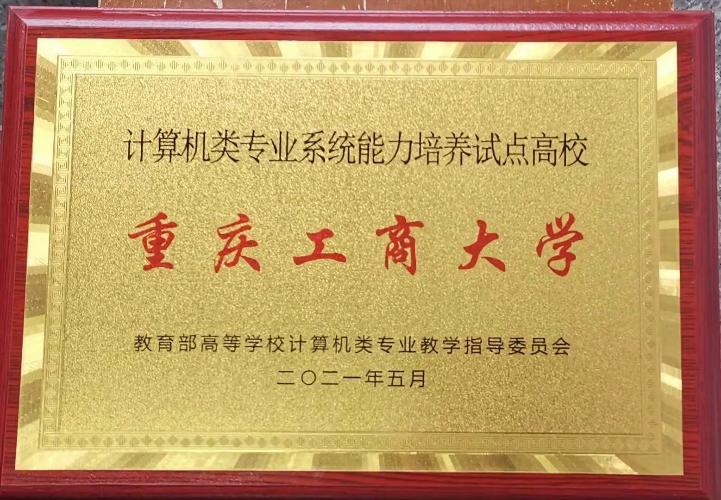 计算机类专业系统能力培养试点高校
重庆工商大学
教育部高等学校计算机类专业教学指导委员会
二〇二一年五月